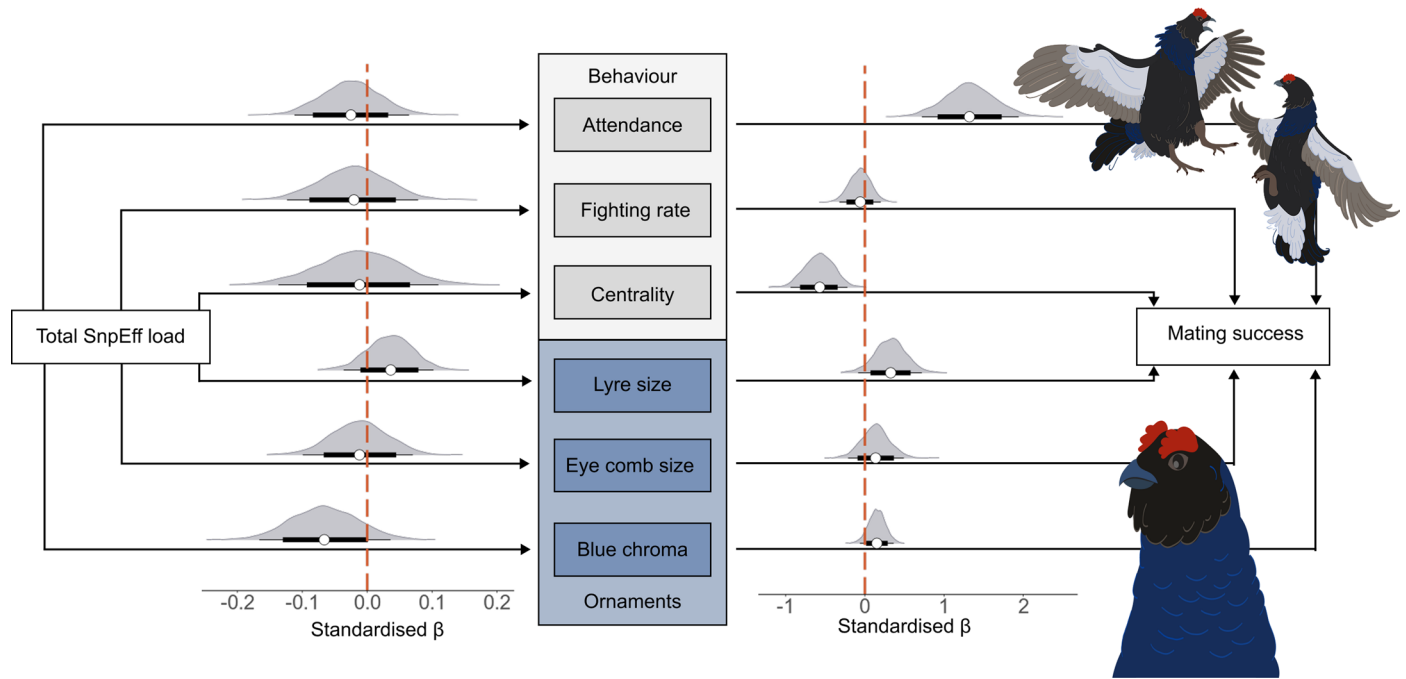 Behaviour
Attendance
Fighting rate
Centrality
Total SnpEff load
Mating success
Lyre size
Eye comb size
Blue chroma
Ornaments
-0.2 -0.1 0.0 0.1 0.2
Standardised β
-1 0 1 2
Standardised β